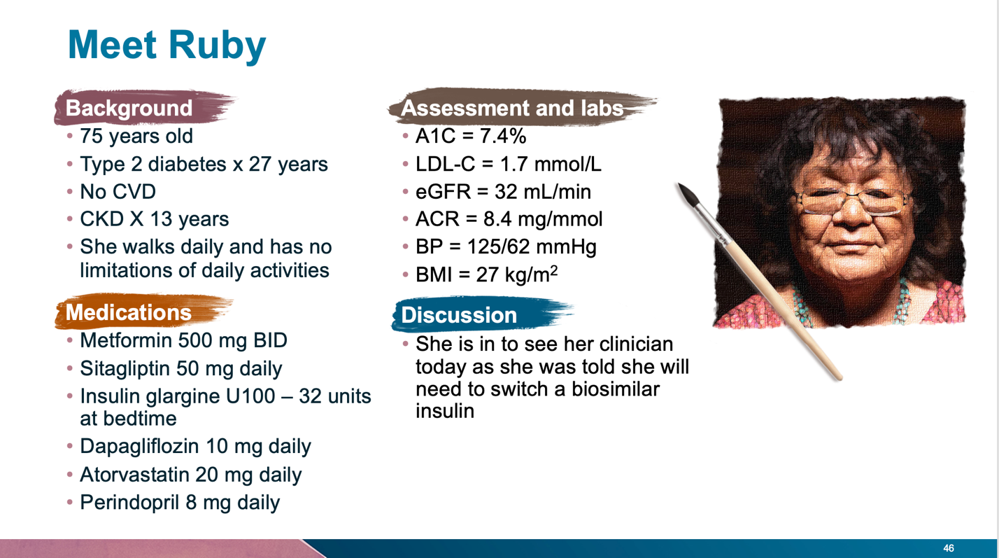 Meet Ruby
Background
• 75 years old
• Type 2 diabetes x 27 years
• No CVD
• CKD X 13 years
• She walks daily and has no
limitations of daily activities
Medications
• Metformin 500 mg BID
• Sitagliptin 50 mg daily
• Insulin glargine U100 – 32 units
at bedtime
• Dapagliflozin 10 mg daily
• Atorvastatin 20 mg daily
• Perindopril 8 mg daily
Assessment and labs
• A1C = 7.4%
• LDL-C = 1.7 mmol/L
• eGFR = 32 mL/min
• ACR = 8.4 mg/mmol
• BP = 125/62 mmHg
• BMI = 27 kg/m²
Discussion
• She is in to see her clinician
today as she was told she will
need to switch a biosimilar
insulin
46